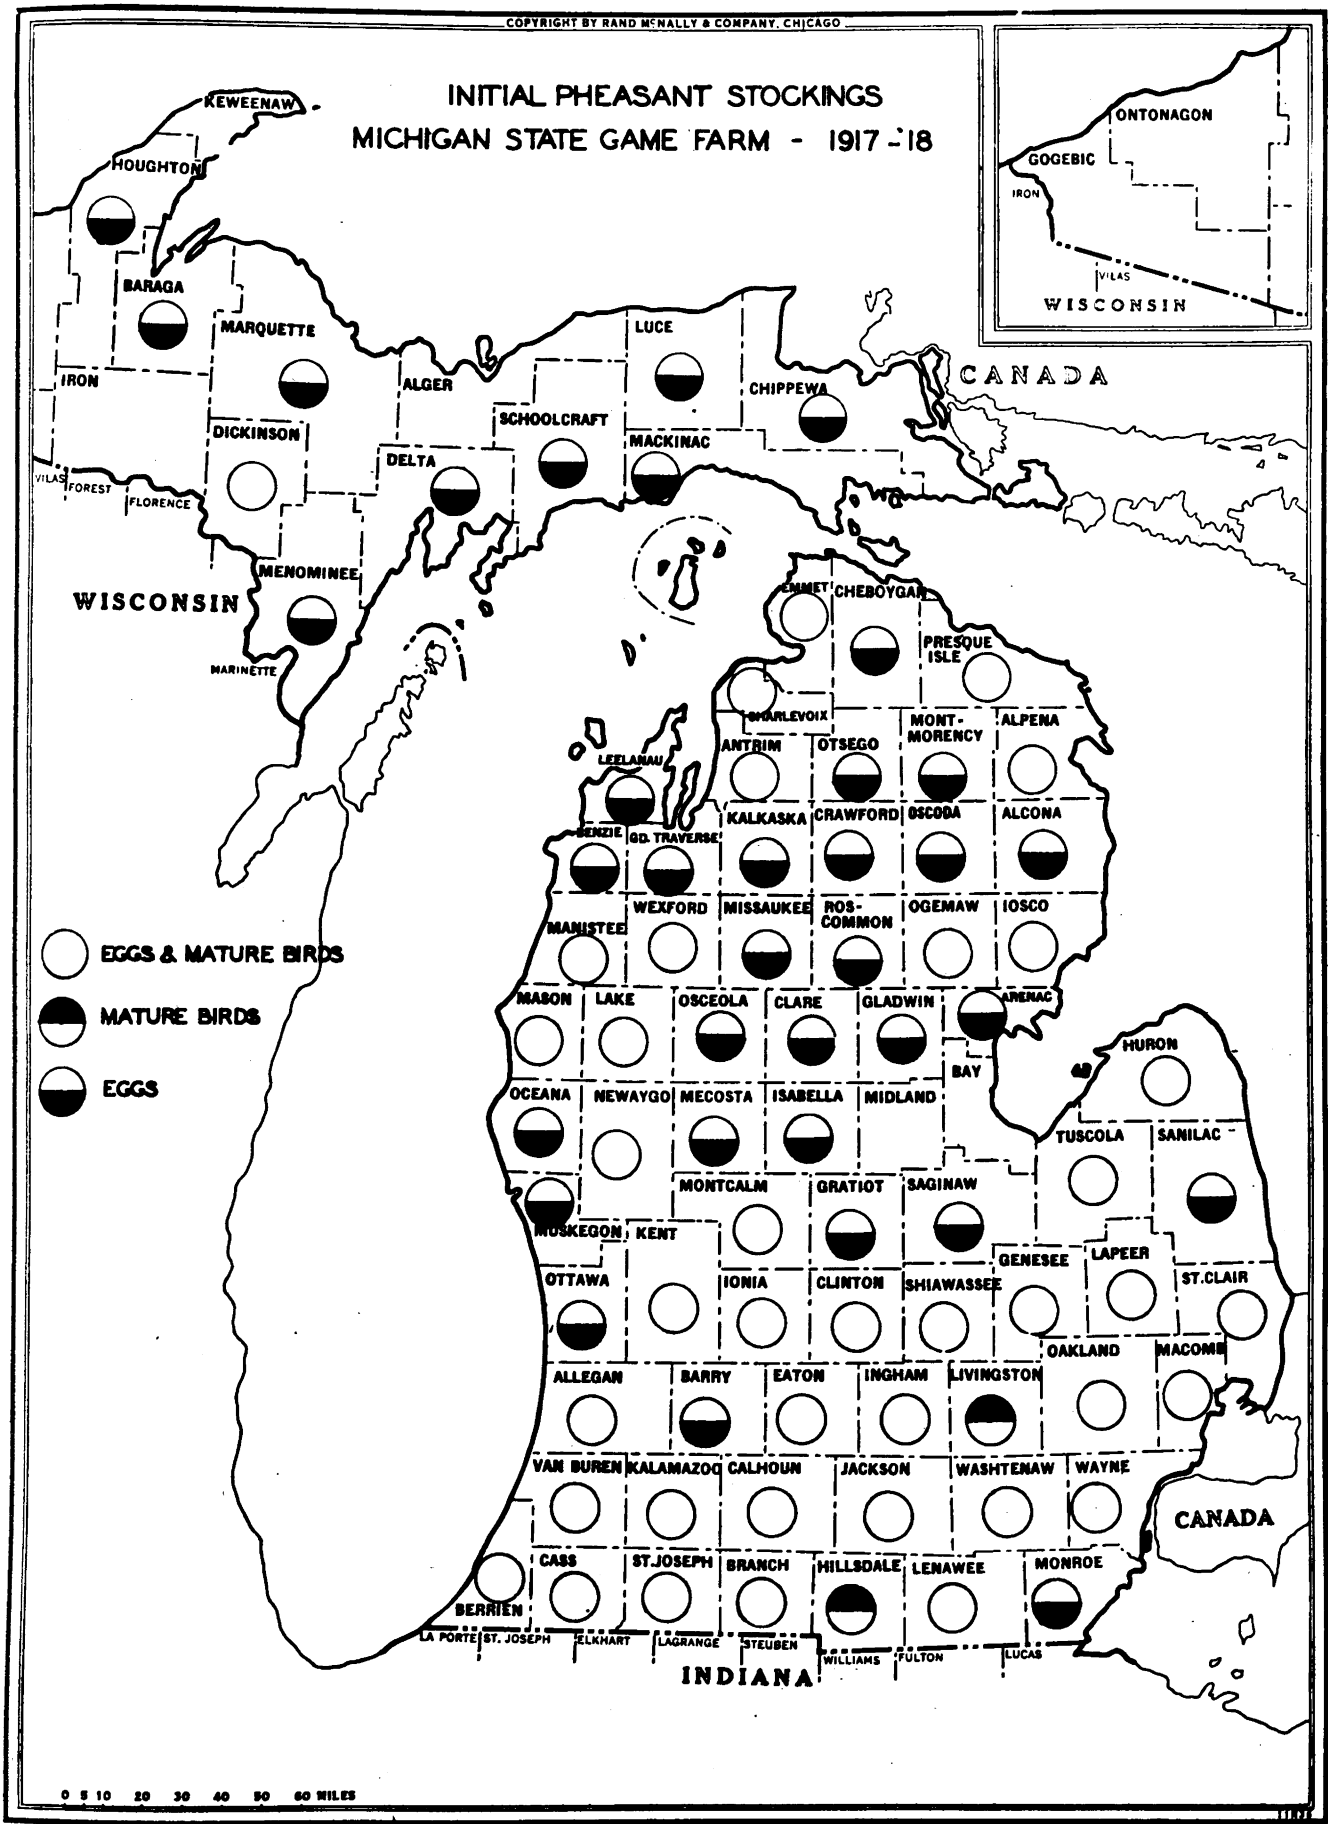 COPYRIGHT BY RAND McNALLY & COMPANY, CHICAGO
INITIAL PHEASANT STOCKINGS
MICHIGAN STATE GAME FARM - 1917-'18
KEWEENAW
HOUGHTON
BARAGA
MARQUETTE
IRON
DICKINSON
ALGER
DELTA
SCHOOLCRAFT
LUCE
MACKINAC
CHIPPEWA
MENOMINEE
VILAS
FOREST
FLORENCE
MARINETTE
WISCONSIN
ONTONAGON
GOGEBIC
IRON
VILAS
WISCONSIN
CANADA
EMMET
CHEBOYGAN
PRESQUE
ISLE
CHARLEVOIX
ANTRIM
OTSEGO
MONT-
MORENCY
ALPENA
LEELANAU
BENZIE
GD. TRAVERSE
KALKASKA
CRAWFORD
OSCODA
ALCONA
MANISTEE
WEXFORD
MISSAUKEE
ROS-
COMMON
OGEMAW
IOSCO
EGGS & MATURE BIRDS
MATURE BIRDS
EGGS
MASON
LAKE
OSCEOLA
CLARE
GLADWIN
ARENAC
HURON
BAY
OCEANA
NEWAYGO
MECOSTA
ISABELLA
MIDLAND
TUSCOLA
SANILAC
MONTCALM
GRATIOT
SAGINAW
MUSKEGON
KENT
GENESEE
LAPEER
OTTAWA
IONIA
CLINTON
SHIAWASSEE
ST. CLAIR
OAKLAND
MACOMB
ALLEGAN
BARRY
EATON
INGHAM
LIVINGSTON
VAN BUREN
KALAMAZOO
CALHOUN
JACKSON
WASHTENAW
WAYNE
CANADA
BERRIEN
CASS
ST. JOSEPH
BRANCH
HILLSDALE
LENAWEE
MONROE
LA PORTE
ST. JOSEPH
ELKHART
LAGRANGE
STEUBEN
WILLIAMS
FULTON
LUCAS
INDIANA
0 5 10 20 30 40 50 60 MILES